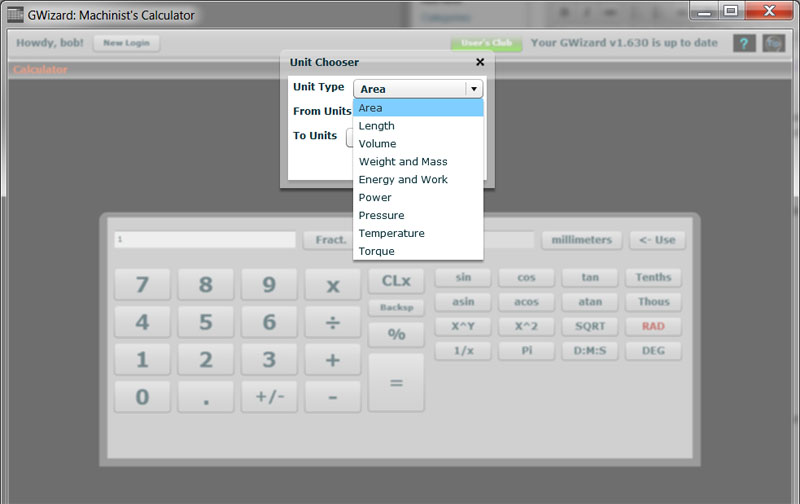 GWizard: Machinist's Calculator
Howdy, bob! New Login User's Club Your GWizard v1.630 is up to date ?
Calculator
Unit Chooser
Unit Type Area
From Units
To Units
Area
Length
Volume
Weight and Mass
Energy and Work
Power
Pressure
Temperature
Torque
1 Fract. millimeters <- Use
7 8 9 x CLx sin cos tan Tenths
Backsp asin acos atan Thous
4 5 6 ÷ % X^Y X^2 SQRT RAD
1 2 3 + = 1/x Pi D:M:S DEG
0 . +/- -